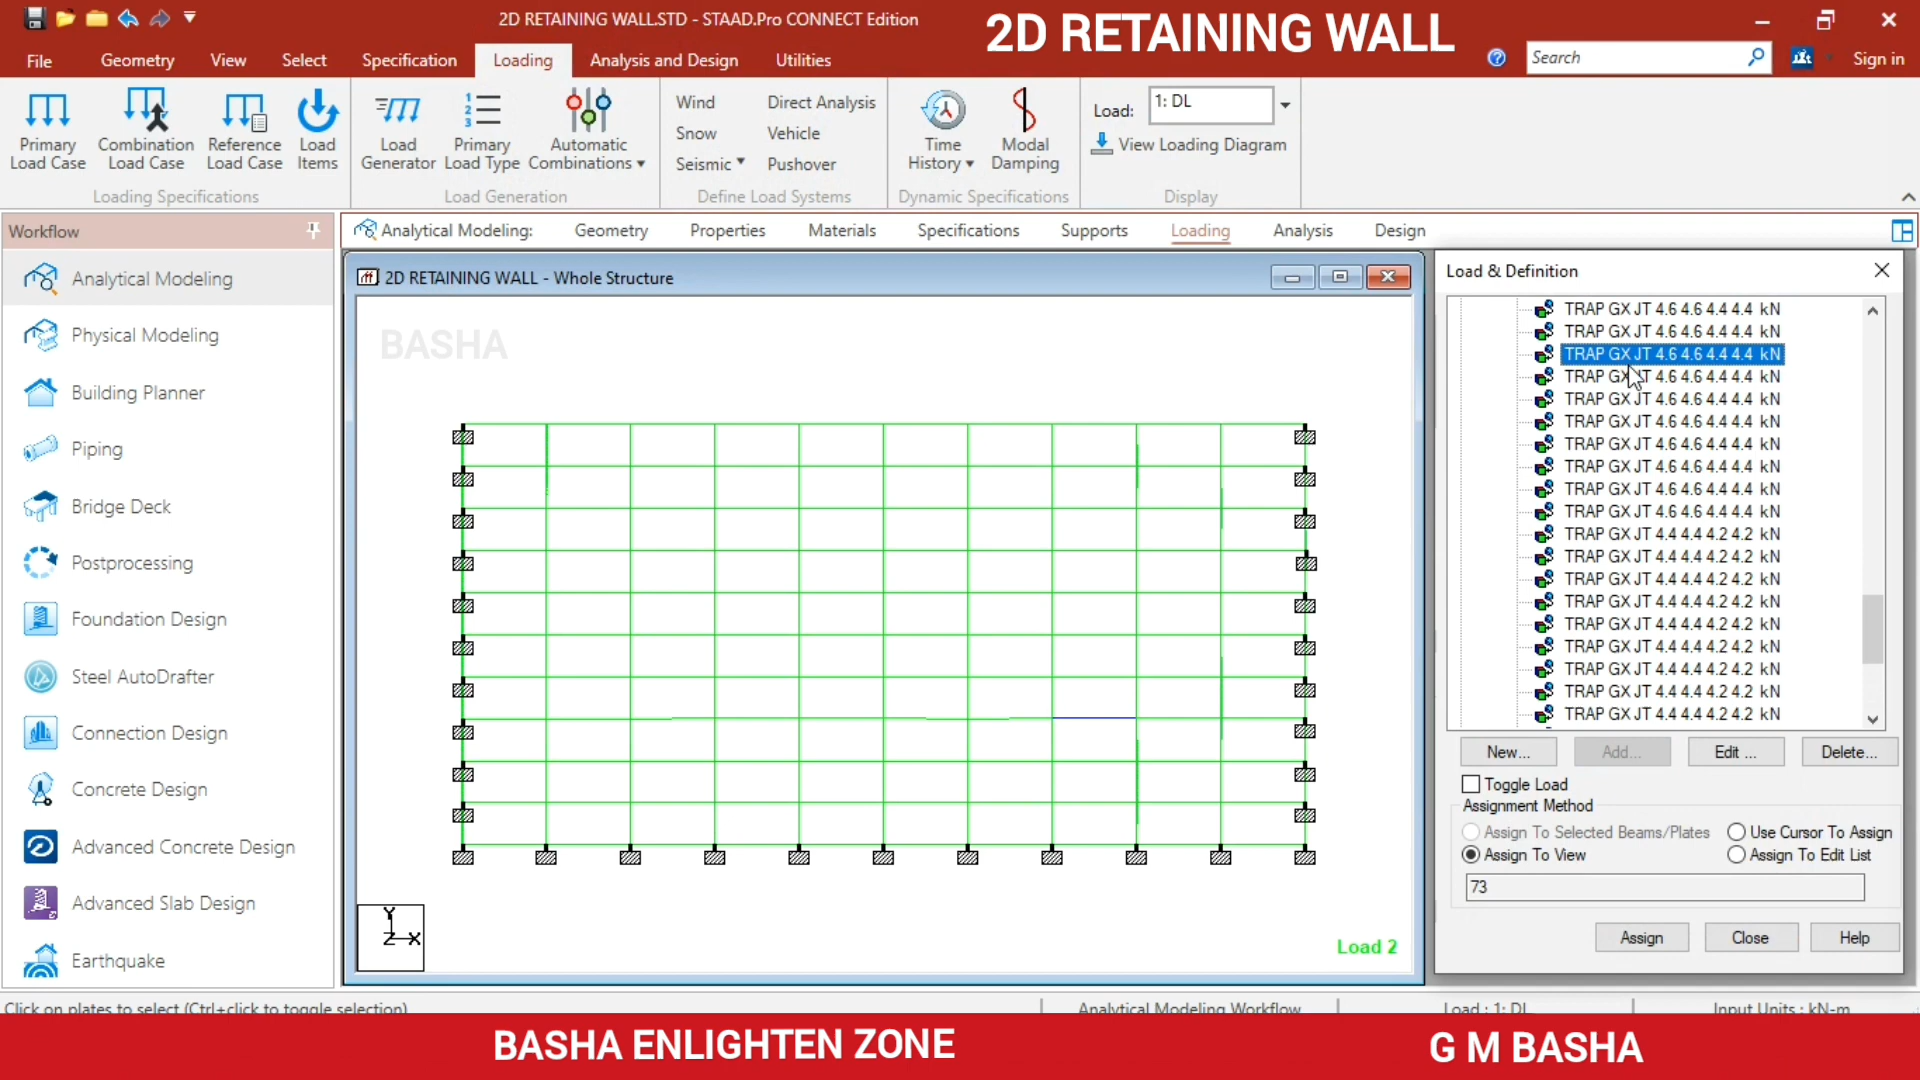 2D RETAINING WALL.STD - STAAD.Pro CONNECT Edition
2D RETAINING WALL
File Geometry View Select Specification Loading Analysis and Design Utilities Search Sign in
Primary Load Case
Combination Load Case
Reference Load Case
Load Items
Loading Specifications
Load Generator
Primary Load Type
Automatic Combinations
Load Generation
Wind
Snow
Seismic
Direct Analysis
Vehicle
Pushover
Define Load Systems
Time History
Modal Damping
Dynamic Specifications
Load: 1: DL
View Loading Diagram
Display
Workflow
Analytical Modeling: Geometry Properties Materials Specifications Supports Loading Analysis Design
Analytical Modeling
Physical Modeling
Building Planner
Piping
Bridge Deck
Postprocessing
Foundation Design
Steel AutoDrafter
Connection Design
Concrete Design
Advanced Concrete Design
Advanced Slab Design
Earthquake
2D RETAINING WALL - Whole Structure
BASHA
Y
Z X
Load 2
Load & Definition
TRAP GX JT 4.6 4.6 4.4 4.4 kN
TRAP GX JT 4.6 4.6 4.4 4.4 kN
TRAP GX JT 4.6 4.6 4.4 4.4 kN
TRAP GX JT 4.6 4.6 4.4 4.4 kN
TRAP GX JT 4.6 4.6 4.4 4.4 kN
TRAP GX JT 4.6 4.6 4.4 4.4 kN
TRAP GX JT 4.6 4.6 4.4 4.4 kN
TRAP GX JT 4.6 4.6 4.4 4.4 kN
TRAP GX JT 4.6 4.6 4.4 4.4 kN
TRAP GX JT 4.6 4.6 4.4 4.4 kN
TRAP GX JT 4.4 4.4 4.2 4.2 kN
TRAP GX JT 4.4 4.4 4.2 4.2 kN
TRAP GX JT 4.4 4.4 4.2 4.2 kN
TRAP GX JT 4.4 4.4 4.2 4.2 kN
TRAP GX JT 4.4 4.4 4.2 4.2 kN
TRAP GX JT 4.4 4.4 4.2 4.2 kN
TRAP GX JT 4.4 4.4 4.2 4.2 kN
TRAP GX JT 4.4 4.4 4.2 4.2 kN
TRAP GX JT 4.4 4.4 4.2 4.2 kN
New... Add... Edit ... Delete...
Toggle Load
Assignment Method
Assign To Selected Beams/Plates Use Cursor To Assign
Assign To View Assign To Edit List
73
Assign Close Help
Click on plates to select (Ctrl+click to toggle selection) Analytical Modeling Workflow Load : 1: DL Input Units : kN-m
BASHA ENLIGHTEN ZONE G M BASHA